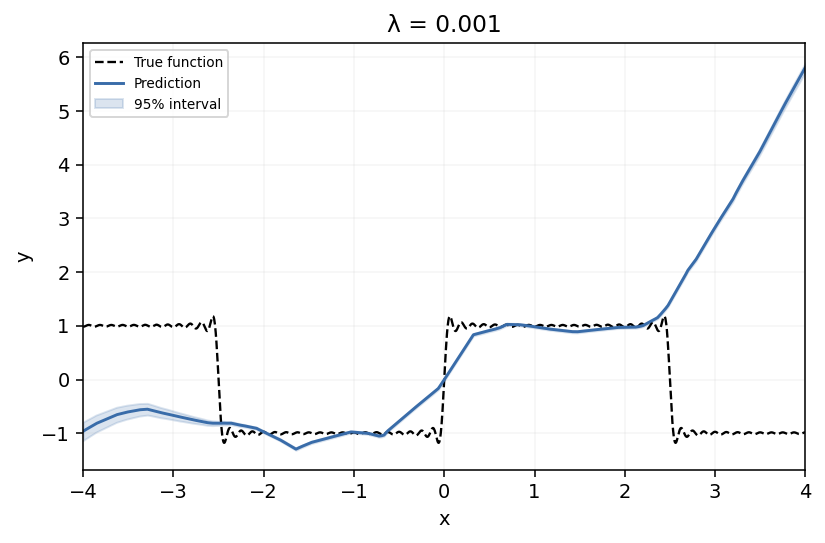 λ = 0.001
True function
Prediction
95% interval
y
6
5
4
3
2
1
0
−1
−4 −3 −2 −1 0 1 2 3 4
x